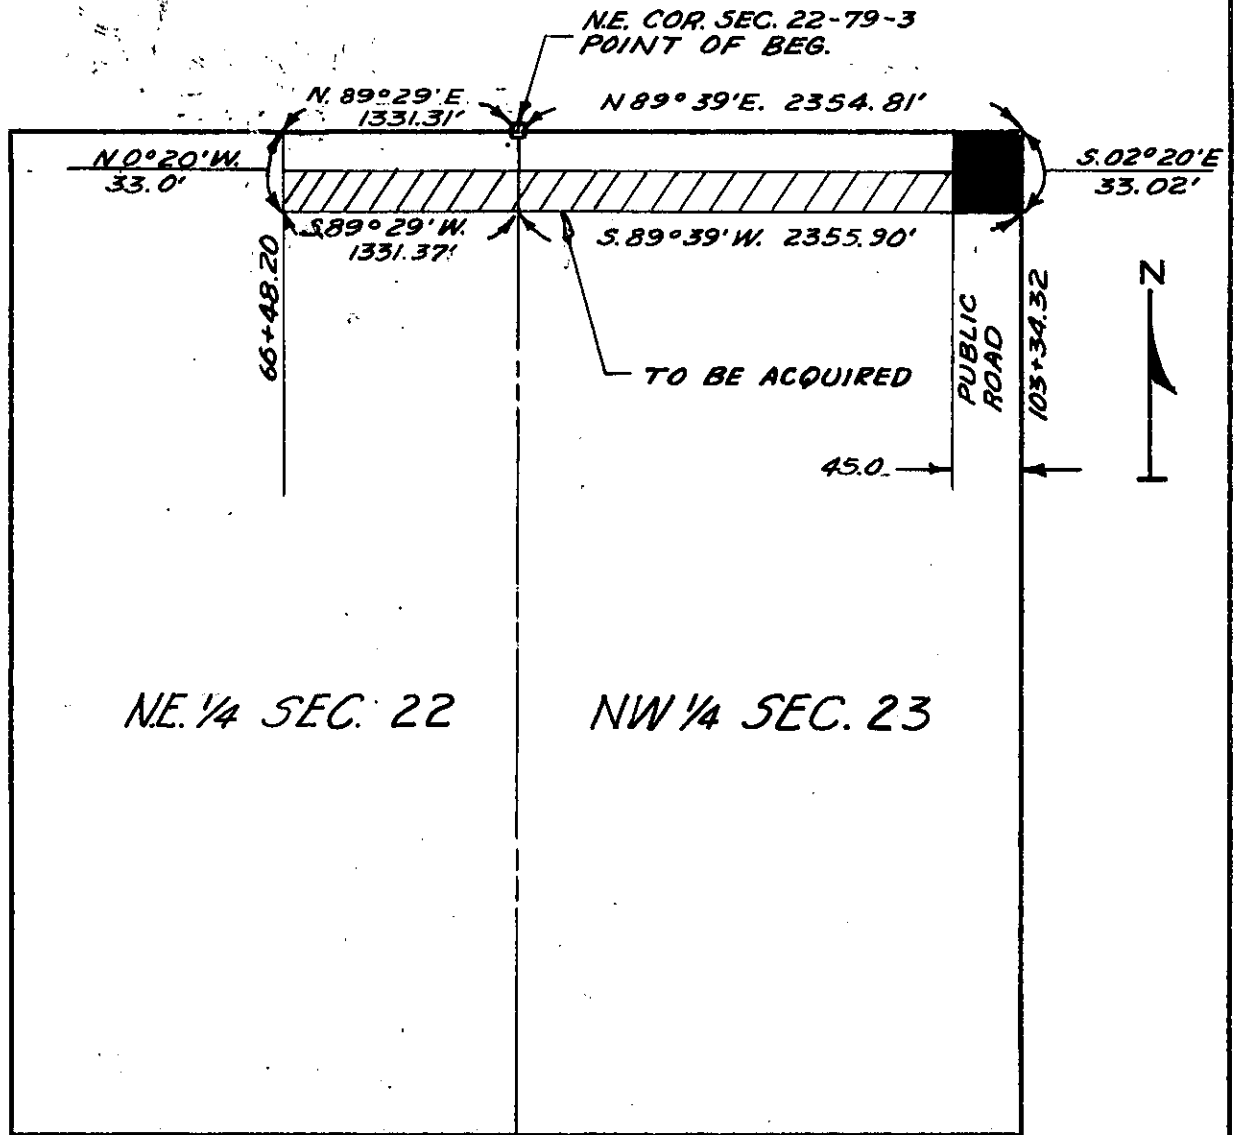 N.E. COR. SEC. 22-79-3
POINT OF BEG.
N. 89°29'E
1331.31'
N 89°39'E. 2354.81'
N 0°20'W.
33.0'
S.02°20'E
33.02'
S.89°29'W.
1331.37'
S.89°39'W. 2355.90'
66+48.20
TO BE ACQUIRED
PUBLIC
ROAD
103+34.32
N
45.0
N.E. 1/4 SEC. 22
NW 1/4 SEC. 23